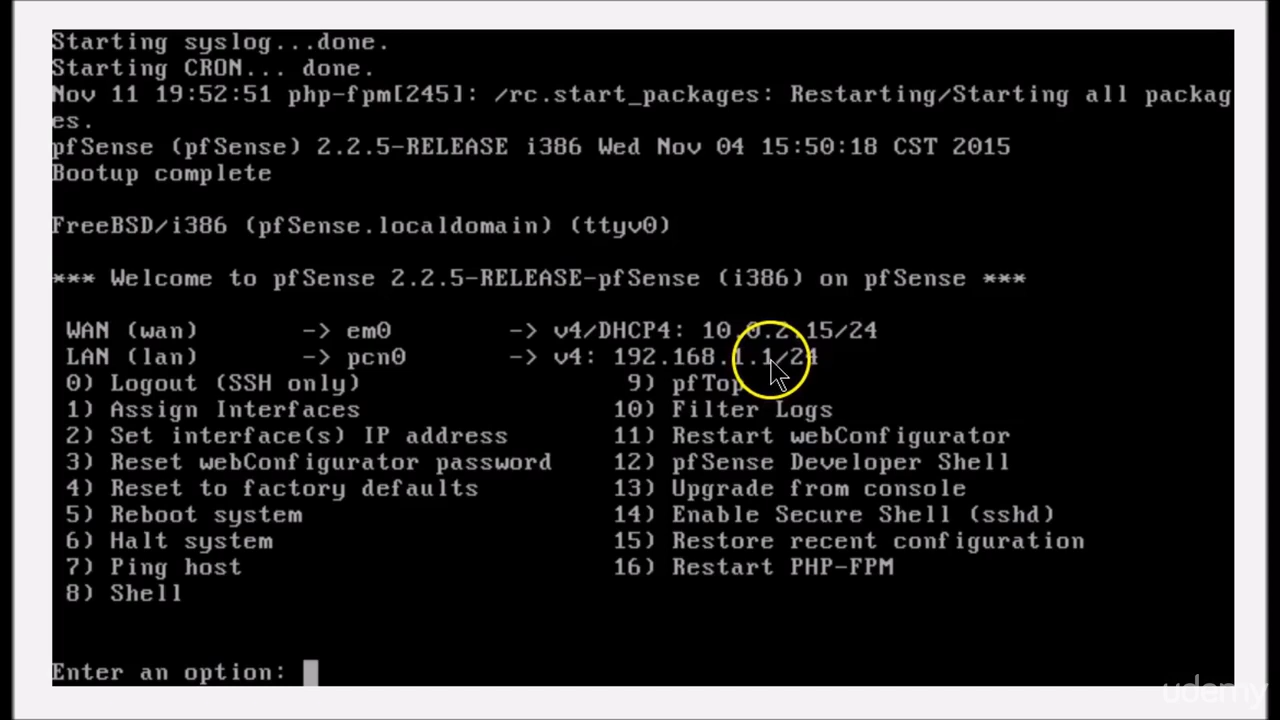 Starting syslog...done.
Starting CRON... done.
Nov 11 19:52:51 php-fpm[245]: /rc.start_packages: Restarting/Starting all packag
es.
pfSense (pfSense) 2.2.5-RELEASE i386 Wed Nov 04 15:50:18 CST 2015
Bootup complete
FreeBSD/i386 (pfSense.localdomain) (ttyv0)
*** Welcome to pfSense 2.2.5-RELEASE-pfSense (i386) on pfSense ***
WAN (wan) -> em0 -> v4/DHCP4: 10.0.2.15/24
LAN (lan) -> pcn0 -> v4: 192.168.1.1/24
0) Logout (SSH only) 9) pfTop
1) Assign Interfaces 10) Filter Logs
2) Set interface(s) IP address 11) Restart webConfigurator
3) Reset webConfigurator password 12) pfSense Developer Shell
4) Reset to factory defaults 13) Upgrade from console
5) Reboot system 14) Enable Secure Shell (sshd)
6) Halt system 15) Restore recent configuration
7) Ping host 16) Restart PHP-FPM
8) Shell
Enter an option:
udemy